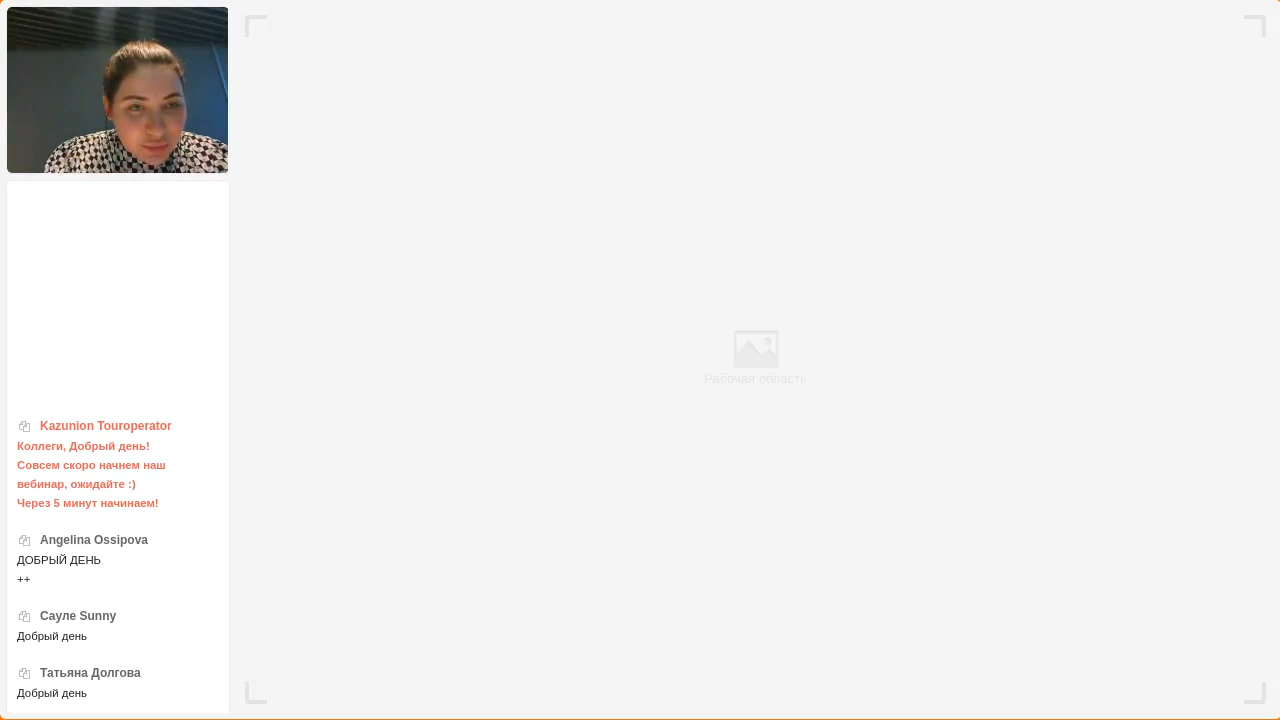 Рабочая область
Kazunion Touroperator
Коллеги, Добрый день!
Совсем скоро начнем наш
вебинар, ожидайте :)
Через 5 минут начинаем!
Angelina Ossipova
ДОБРЫЙ ДЕНЬ
++
Сауле Sunny
Добрый день
Татьяна Долгова
Добрый день